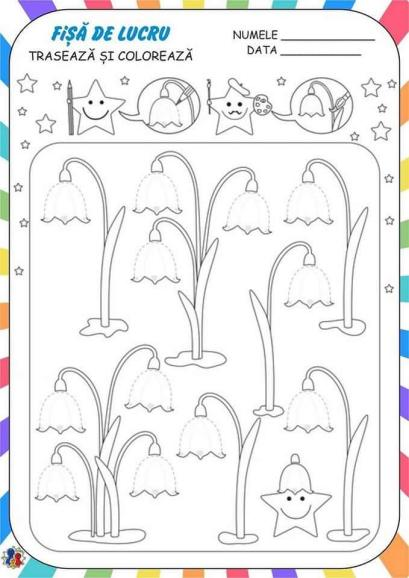 FiȘĂ DE LUCRU
TRASEAZĂ ȘI COLOREAZĂ
NUMELE
DATA